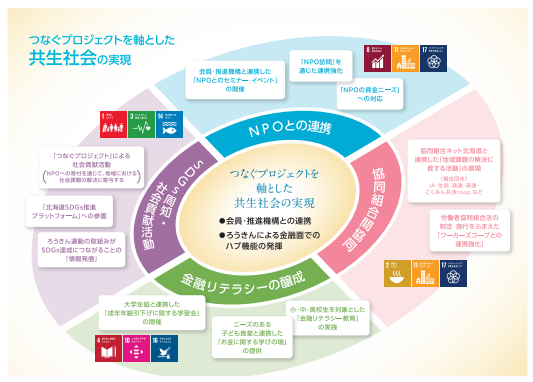 つなぐプロジェクトを軸とした
共生社会の実現
会員・推進機構と連携した
「NPOとのセミナー・イベント」
の開催
「NPO訪問」を
通じた連携強化
「NPOの資金ニーズ」
への対応
8
11
17
1
3
14
NPOとの連携
「つなぐプロジェクト」による
社会貢献活動
(NPOへの寄付を通じて、地域における
社会課題の解決に寄与する)
「北海道SDGs推進
プラットフォーム」への参画
ろうきん運動の取組みが
SDGs達成につながることの
「情報発信」
SDGs周知・
社会貢献活動
つなぐプロジェクトを
軸とした
共生社会の実現
●会員・推進機構との連携
●ろうきんによる金融面での
ハブ機能の発揮
協同組合間協同
協同組合ネット北海道と
連携した「地域課題の解決に
資する活動」の展開
(構成団体)
JA・生協・漁連・森連・
こくみん共済coop など
労働者協同組合法の
制定・施行をふまえた
「ワーカーズコープとの
連携強化」
2
11
17
金融リテラシーの醸成
大学生協と連携した
「成年年齢引下げに関する学習会」
の開催
4
10
16
ニーズのある
子ども食堂と連携した
「お金に関する学びの場」
の提供
小・中・高校生を対象とした
「金融リテラシー教育」
の実践